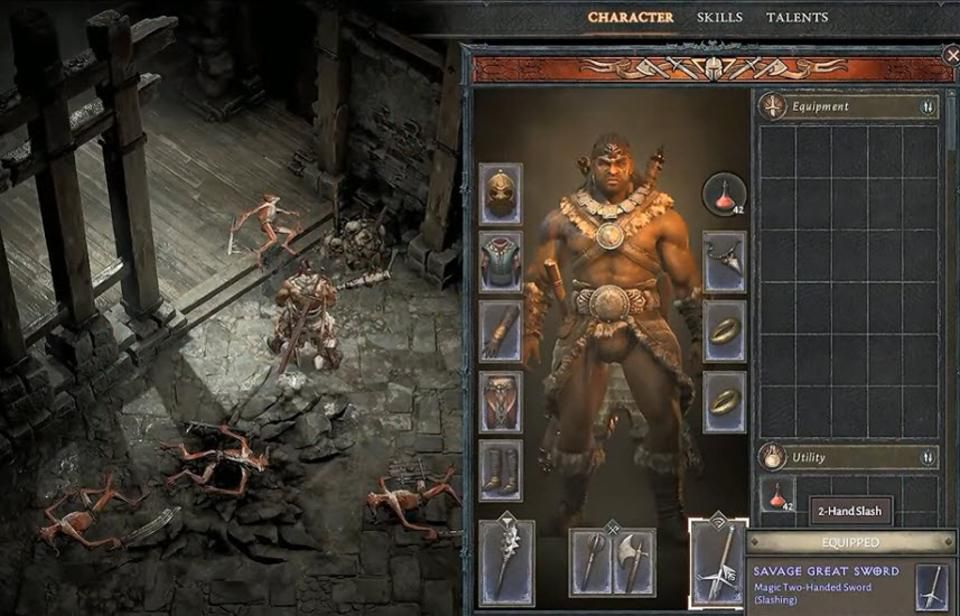 CHARACTER SKILLS TALENTS
Equipment
42
Utility
42
2-Hand Slash
EQUIPPED
SAVAGE GREAT SWORD
Magic Two-Handed Sword
(Slashing)